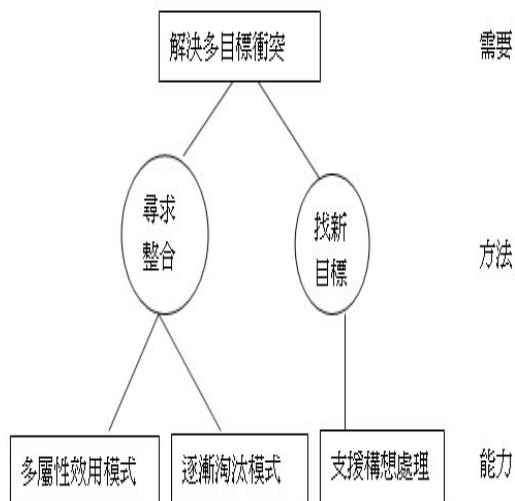 解決多目標衝突
需要
尋求
整合
找新
目標
方法
多屬性效用模式
逐漸淘汰模式
支援構想處理
能力